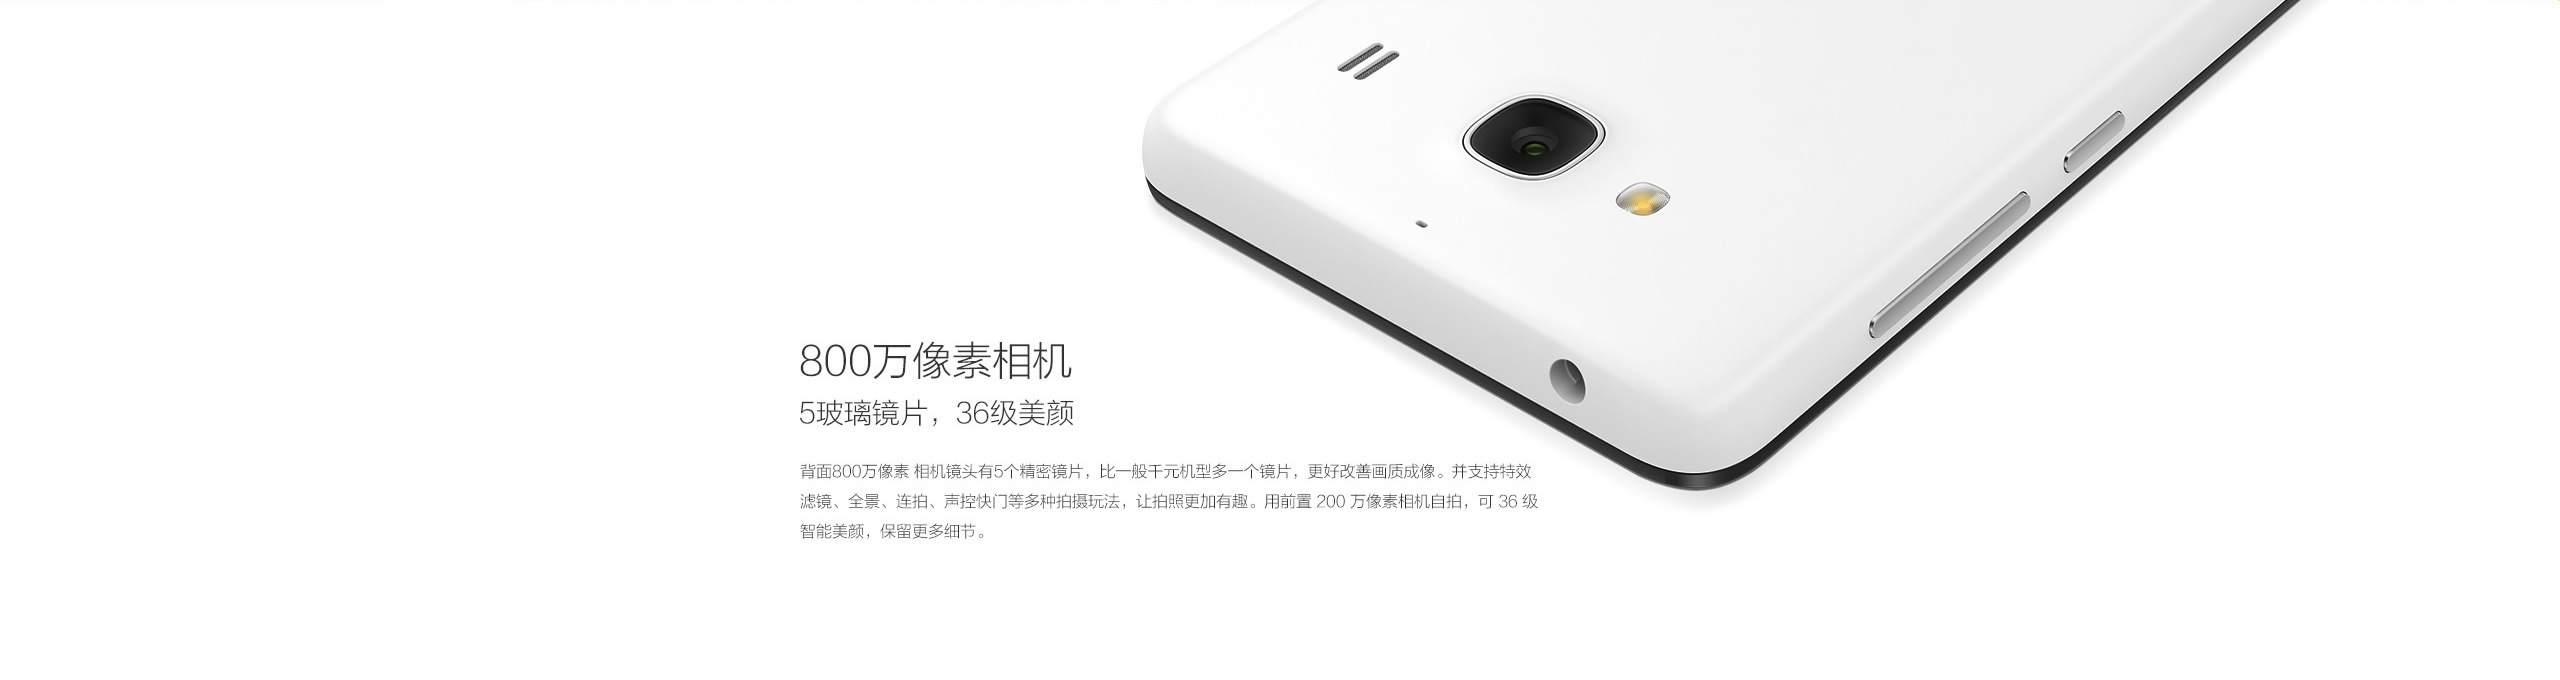 800万像素相机
5玻璃镜片，36级美颜
背面800万像素 相机镜头有5个精密镜片，比一般千元机型多一个镜片，更好改善画质成像。并支持特效
滤镜、全景、连拍、声控快门等多种拍摄玩法，让拍照更加有趣。用前置 200 万像素相机自拍，可 36 级
智能美颜，保留更多细节。